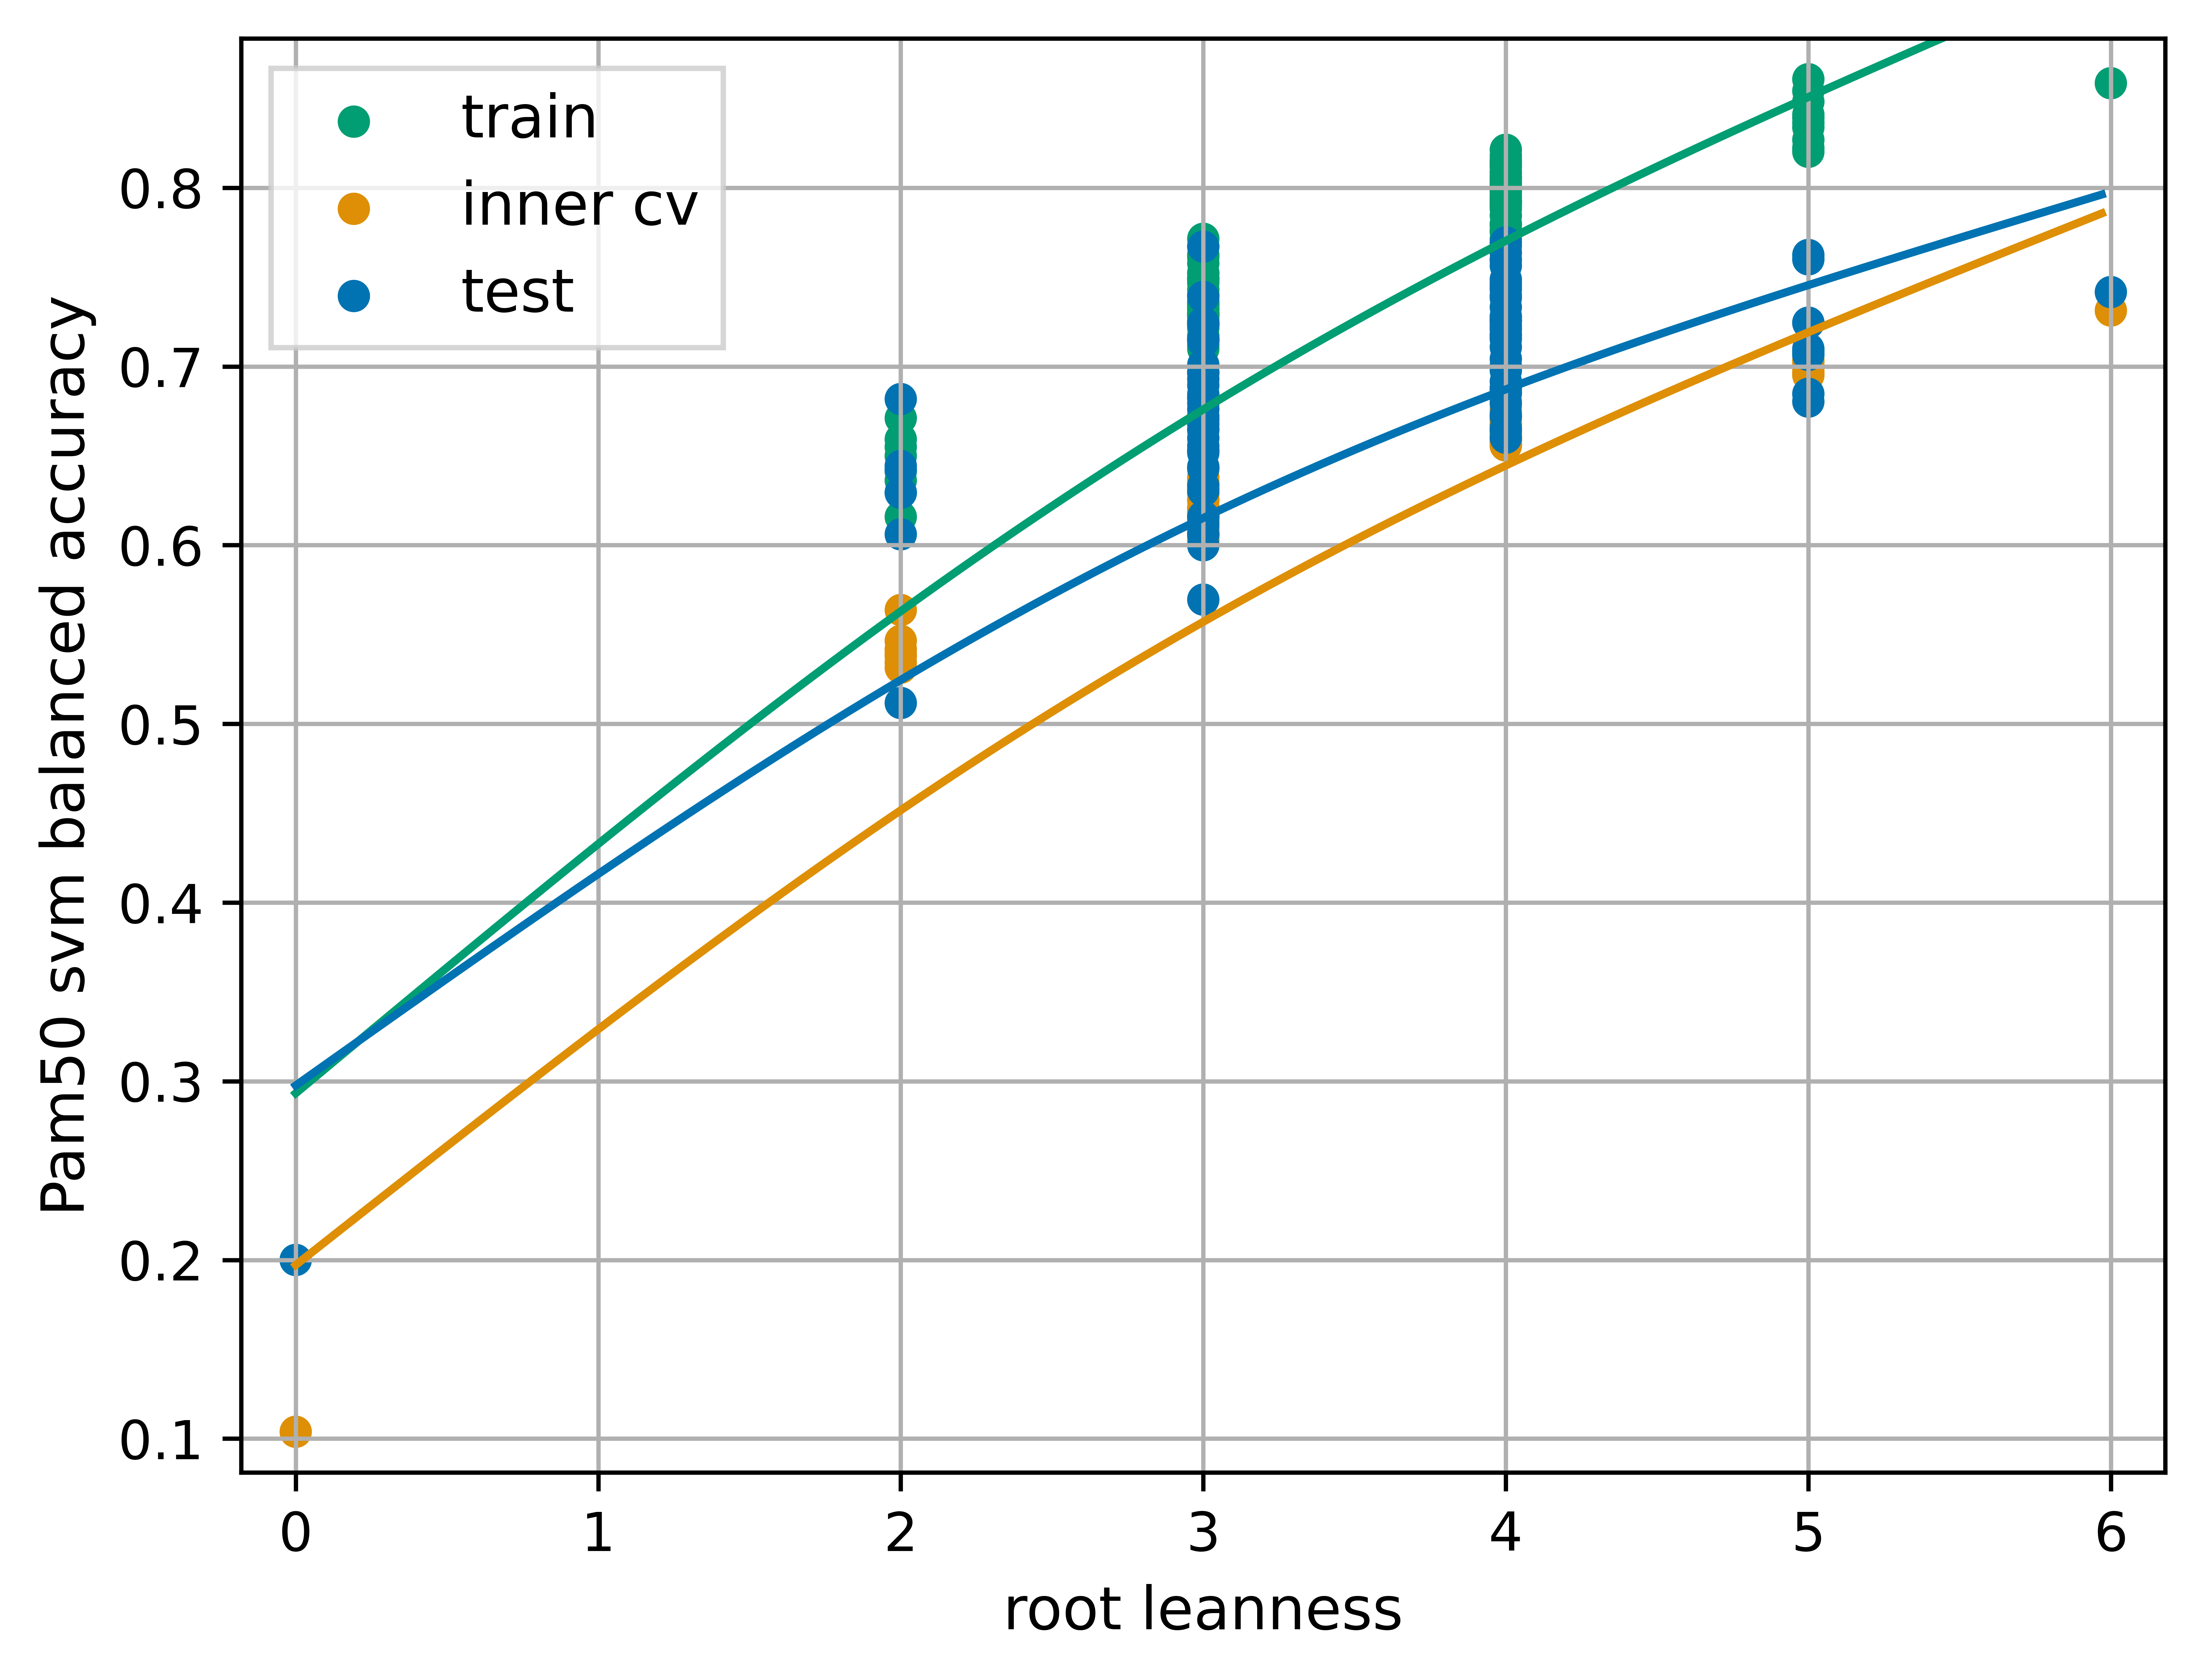 train
inner cv
test
Pam50 svm balanced accuracy
0.8
0.7
0.6
0.5
0.4
0.3
0.2
0.1
0 1 2 3 4 5 6
root leanness